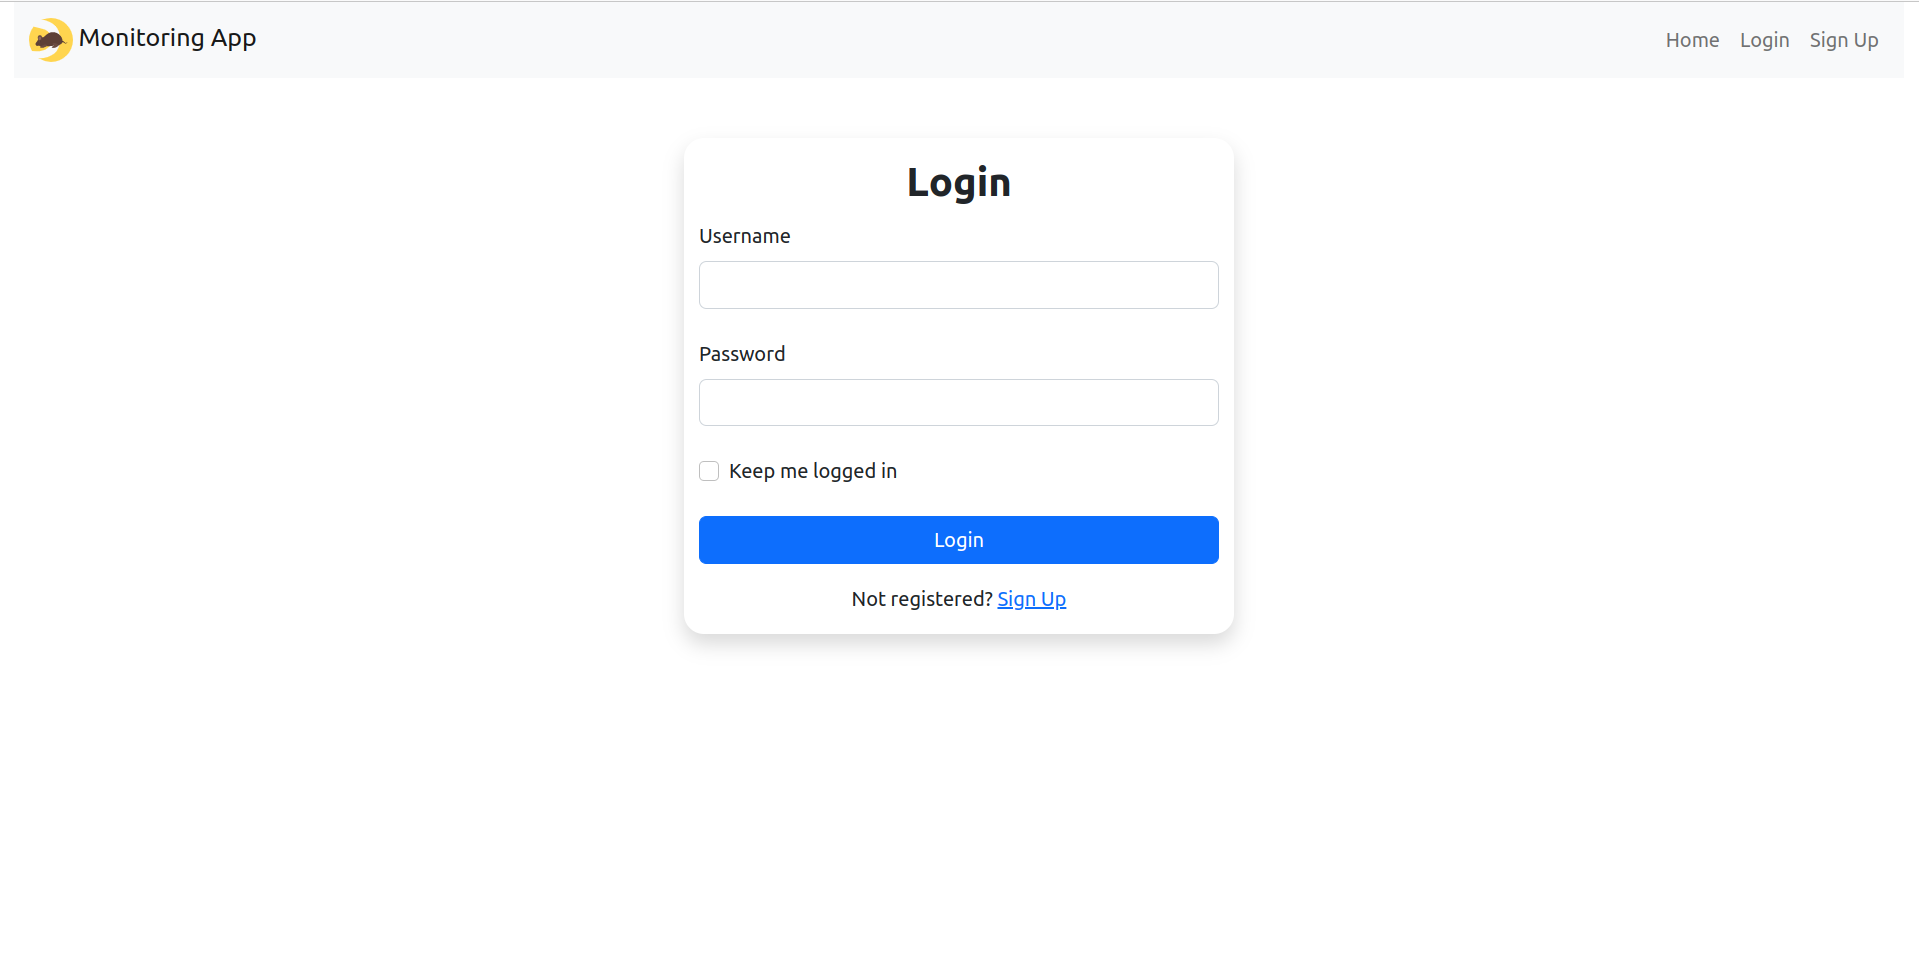 Monitoring App
Home Login Sign Up
Login
Username
Password
Keep me logged in
Login
Not registered? Sign Up